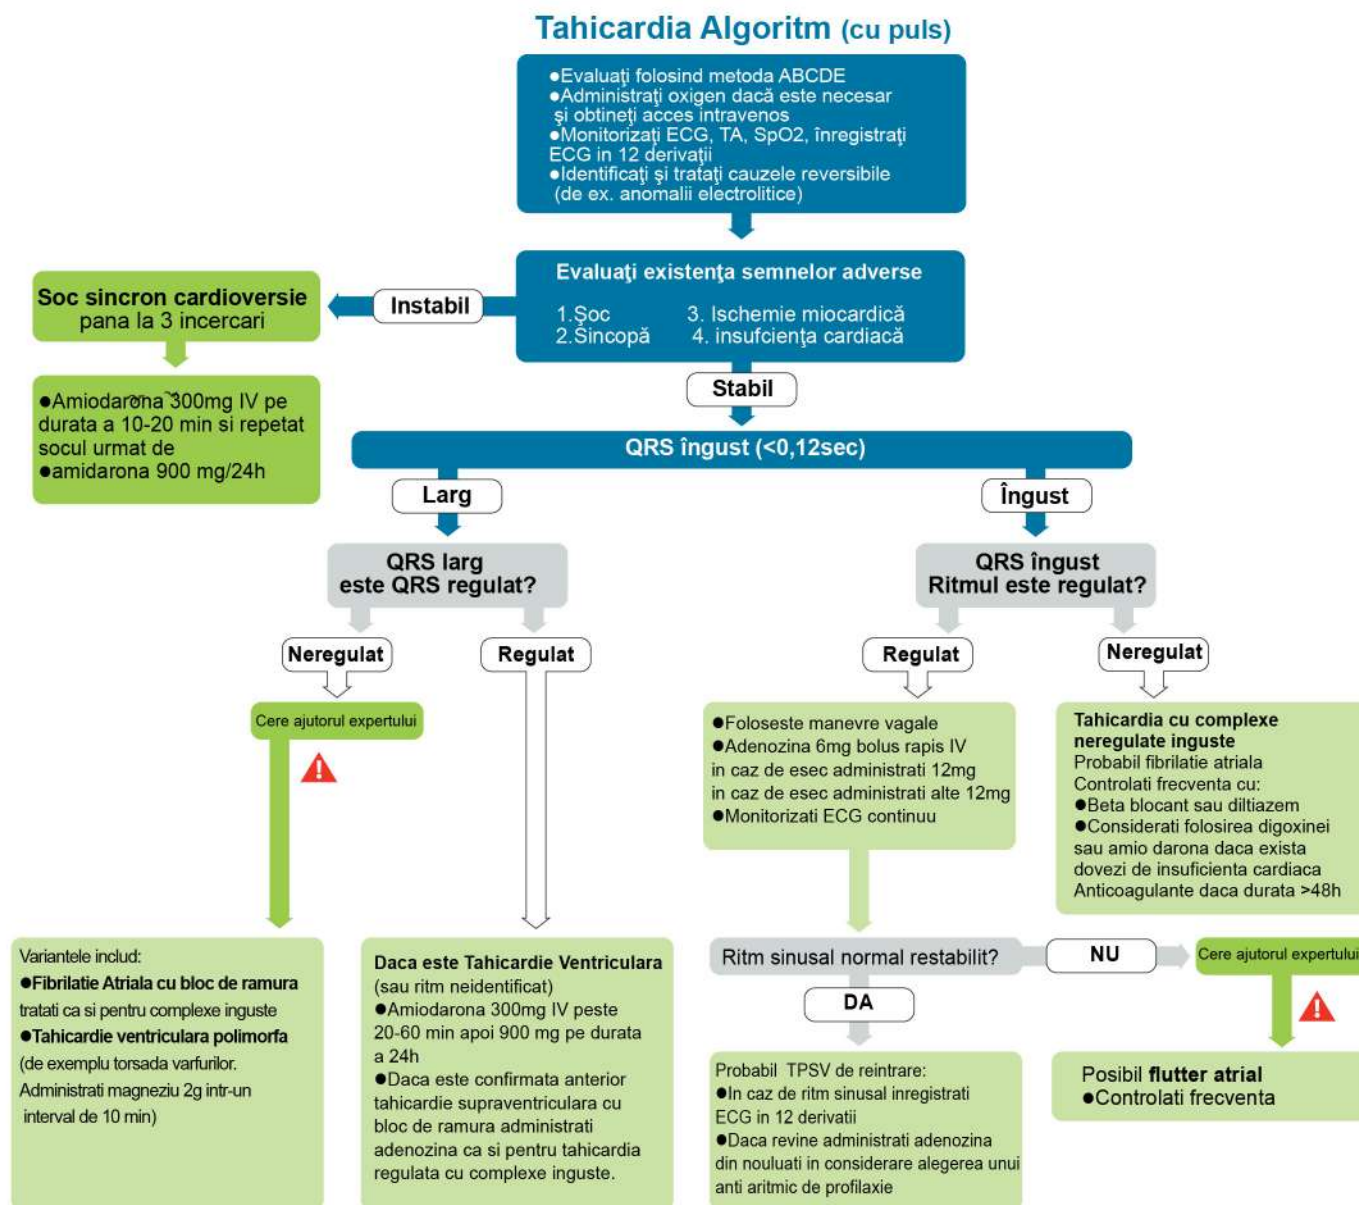 Tahicardia Algoritm (cu puls)
●Evaluaţi folosind metoda ABCDE
●Administraţi oxigen dacă este necesar
şi obtineţi acces intravenos
●Monitorizaţi ECG, TA, SpO2, înregistraţi
ECG in 12 derivaţii
●Identificaţi şi trataţi cauzele reversibile
(de ex. anomalii electrolitice)
Evaluaţi existenţa semnelor adverse
1.Şoc 3. Ischemie miocardică
2.Sincopă 4. insufcienţa cardiacă
Instabil
Soc sincron cardioversie
pana la 3 incercari
●Amiodarona 300mg IV pe
durata a 10-20 min si repetat
socul urmat de
●amidarona 900 mg/24h
Stabil
QRS îngust (<0,12sec)
Larg
Îngust
QRS larg
este QRS regulat?
QRS îngust
Ritmul este regulat?
Neregulat
Regulat
Regulat
Neregulat
Cere ajutorul expertului
●Foloseste manevre vagale
●Adenozina 6mg bolus rapis IV
in caz de esec administrati 12mg
in caz de esec administrati alte 12mg
●Monitorizati ECG continuu
Tahicardia cu complexe
neregulate inguste
Probabil fibrilatie atriala
Controlati frecventa cu:
●Beta blocant sau diltiazem
●Considerati folosirea digoxinei
sau amio darona daca exista
dovezi de insuficienta cardiaca
Anticoagulante daca durata >48h
Variantele includ:
●Fibrilatie Atriala cu bloc de ramura
tratati ca si pentru complexe inguste
●Tahicardie ventriculara polimorfa
(de exemplu torsada varfurilor.
Administrati magneziu 2g intr-un
interval de 10 min)
Daca este Tahicardie Ventriculara
(sau ritm neidentificat)
●Amiodarona 300mg IV peste
20-60 min apoi 900 mg pe durata
a 24h
●Daca este confirmata anterior
tahicardie supraventriculara cu
bloc de ramura administrati
adenozina ca si pentru tahicardia
regulata cu complexe inguste.
Ritm sinusal normal restabilit?
NU
Cere ajutorul expertului
DA
Probabil TPSV de reintrare:
●In caz de ritm sinusal inregistrati
ECG in 12 derivatii
●Daca revine administrati adenozina
din nouluati in considerare alegerea unui
anti aritmic de profilaxie
Posibil flutter atrial
●Controlati frecventa